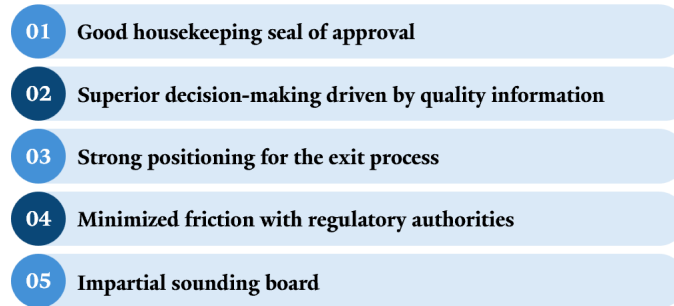 01 Good housekeeping seal of approval
02 Superior decision-making driven by quality information
03 Strong positioning for the exit process
04 Minimized friction with regulatory authorities
05 Impartial sounding board